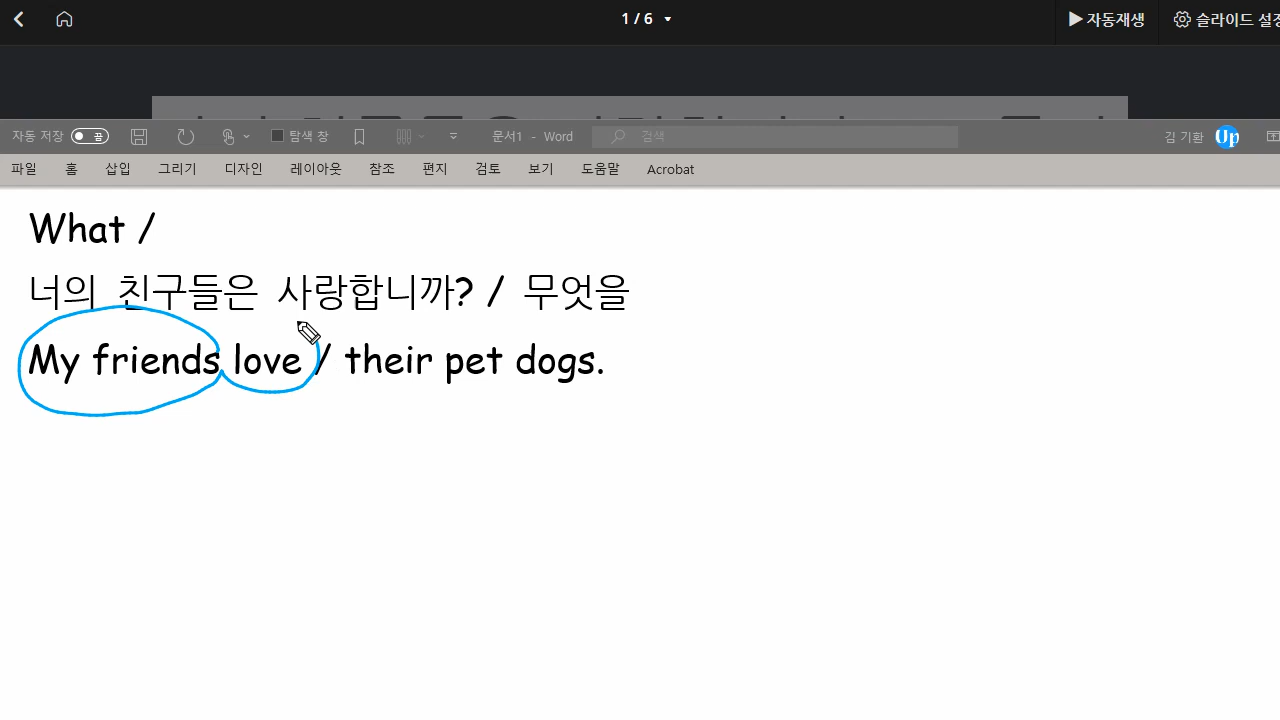 1 / 6
▶자동재생
슬라이드 설정
자동 저장 끔
탐색 창
문서1 - Word
검색
김 기환
Up
파일 홈 삽입 그리기 디자인 레이아웃 참조 편지 검토 보기 도움말 Acrobat
What /
너의 친구들은 사랑합니까? / 무엇을
My friends love / their pet dogs.